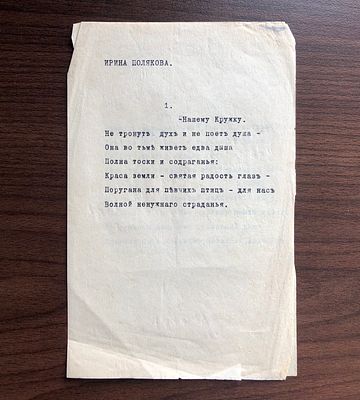 ИРИНА ПОЛЯКОВА.
1.
-Нашему Кружку.
Не тронутъ духъ и не поетъ душа -
Она во тьмѣ живетъ едва дыша
Полна тоски и содраганья:
Краса земли - святая радость глазъ -
Поругана для пѣвчихъ птицъ - для насъ
Волной ненужнаго страданья.